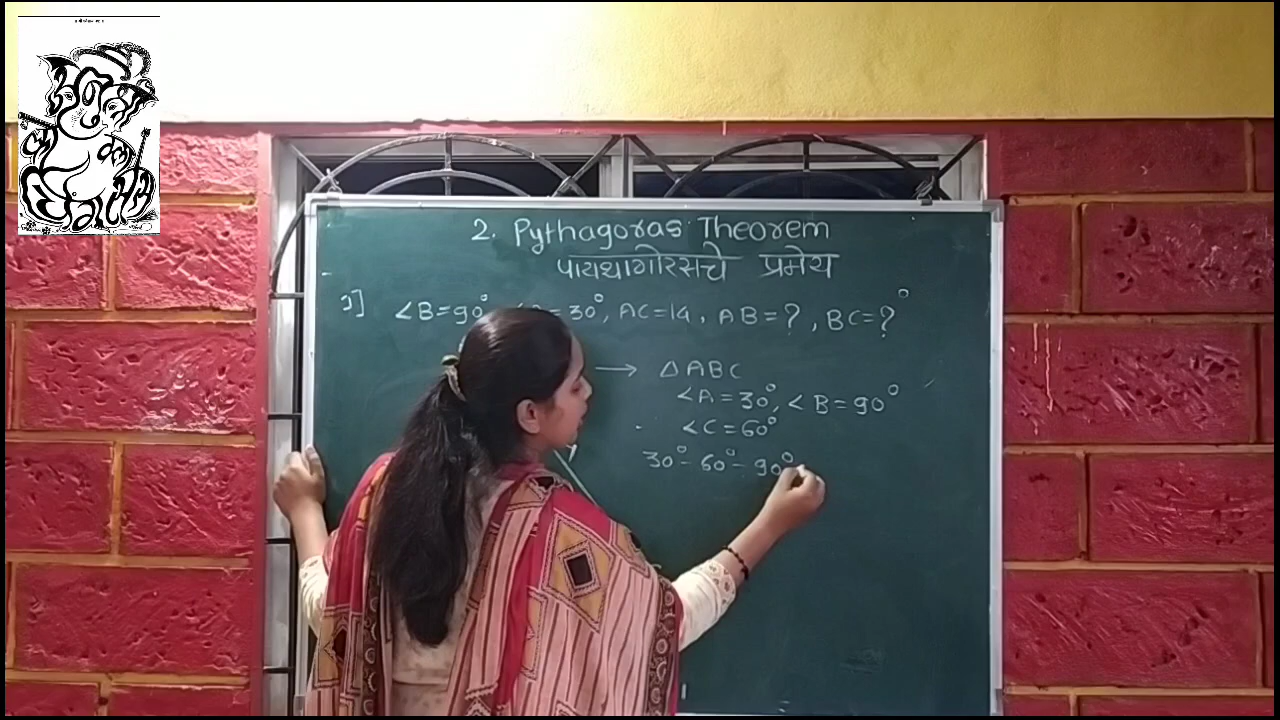 2. Pythagoras Theorem
पायथागोरसचे प्रमेय
१] ∠B=90°, = 30°, AC=14, AB=?, BC=?
→ △ABC
∠A=30°, ∠B=90°
∠C=60°
30°-60°-90°